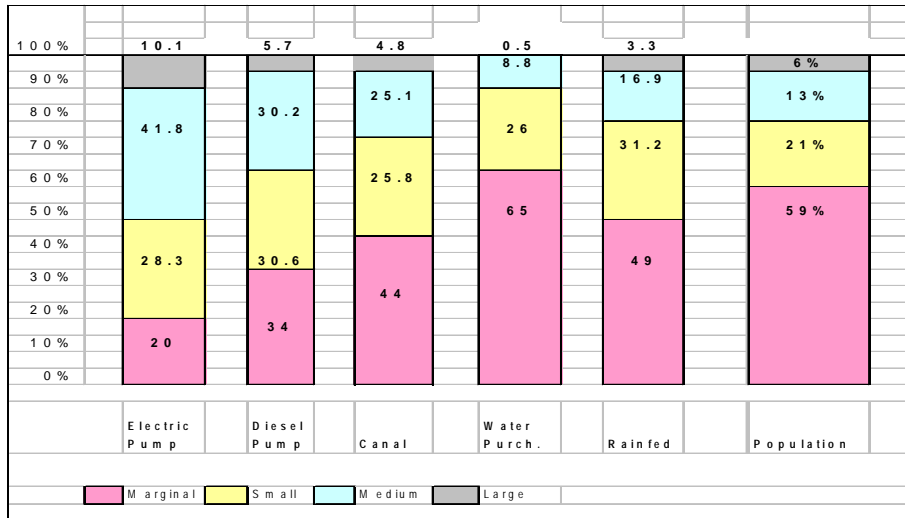 100% 10.1 5.7 4.8 0.5 3.3
8.8 6%
90% 16.9
30.2 25.1 13%
80%
41.8 26
70% 31.2 21%
60% 25.8
50% 65 59%
40%
28.3 30.6 49
30%
44
20%
34
10% 20
0%
Electric Diesel Water
Pump Pump Canal Purch. Rainfed Population
Marginal Small Medium Large